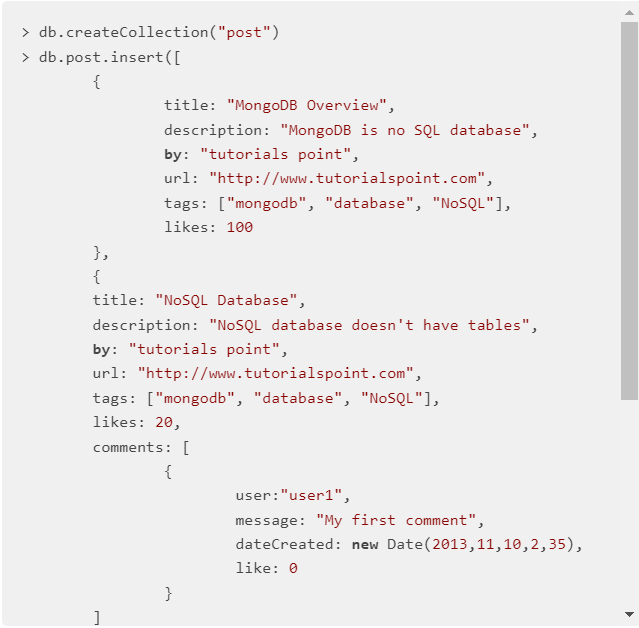 > db.createCollection("post")
> db.post.insert([
{
title: "MongoDB Overview",
description: "MongoDB is no SQL database",
by: "tutorials point",
url: "http://www.tutorialspoint.com",
tags: ["mongodb", "database", "NoSQL"],
likes: 100
},
{
title: "NoSQL Database",
description: "NoSQL database doesn't have tables",
by: "tutorials point",
url: "http://www.tutorialspoint.com",
tags: ["mongodb", "database", "NoSQL"],
likes: 20,
comments: [
{
user:"user1",
message: "My first comment",
dateCreated: new Date(2013,11,10,2,35),
like: 0
}
]